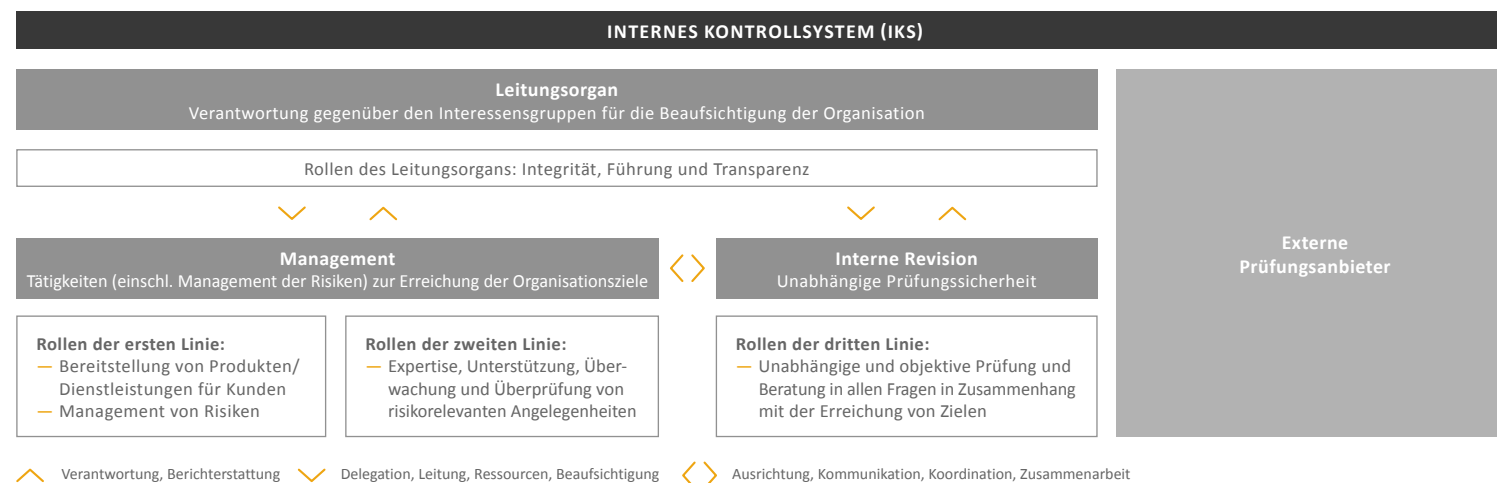 INTERNES KONTROLLSYSTEM (IKS)
Leitungsorgan
Verantwortung gegenüber den Interessensgruppen für die Beaufsichtigung der Organisation
Rollen des Leitungsorgans: Integrität, Führung und Transparenz
Management
Tätigkeiten (einschl. Management der Risiken) zur Erreichung der Organisationsziele
Interne Revision
Unabhängige Prüfungssicherheit
Externe
Prüfungsanbieter
Rollen der ersten Linie:
— Bereitstellung von Produkten/
Dienstleistungen für Kunden
— Management von Risiken
Rollen der zweiten Linie:
— Expertise, Unterstützung, Über-
wachung und Überprüfung von
risikorelevanten Angelegenheiten
Rollen der dritten Linie:
— Unabhängige und objektive Prüfung und
Beratung in allen Fragen in Zusammenhang
mit der Erreichung von Zielen
Verantwortung, Berichterstattung
Delegation, Leitung, Ressourcen, Beaufsichtigung
Ausrichtung, Kommunikation, Koordination, Zusammenarbeit